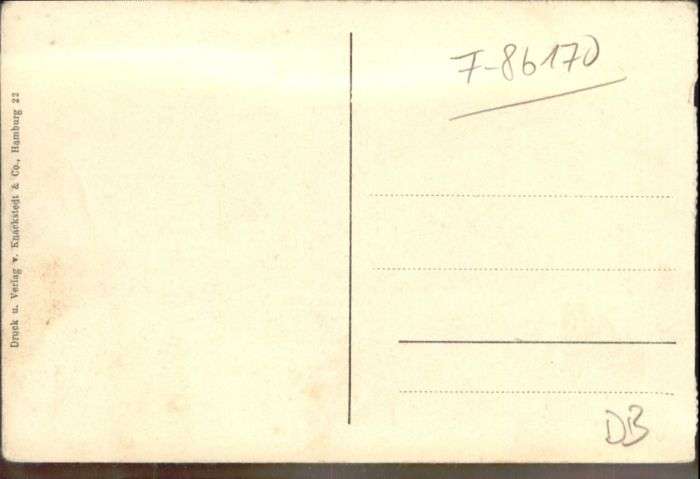 Druck u. Verlag v. Knackstedt & Co., Hamburg 22
F-86170
DB